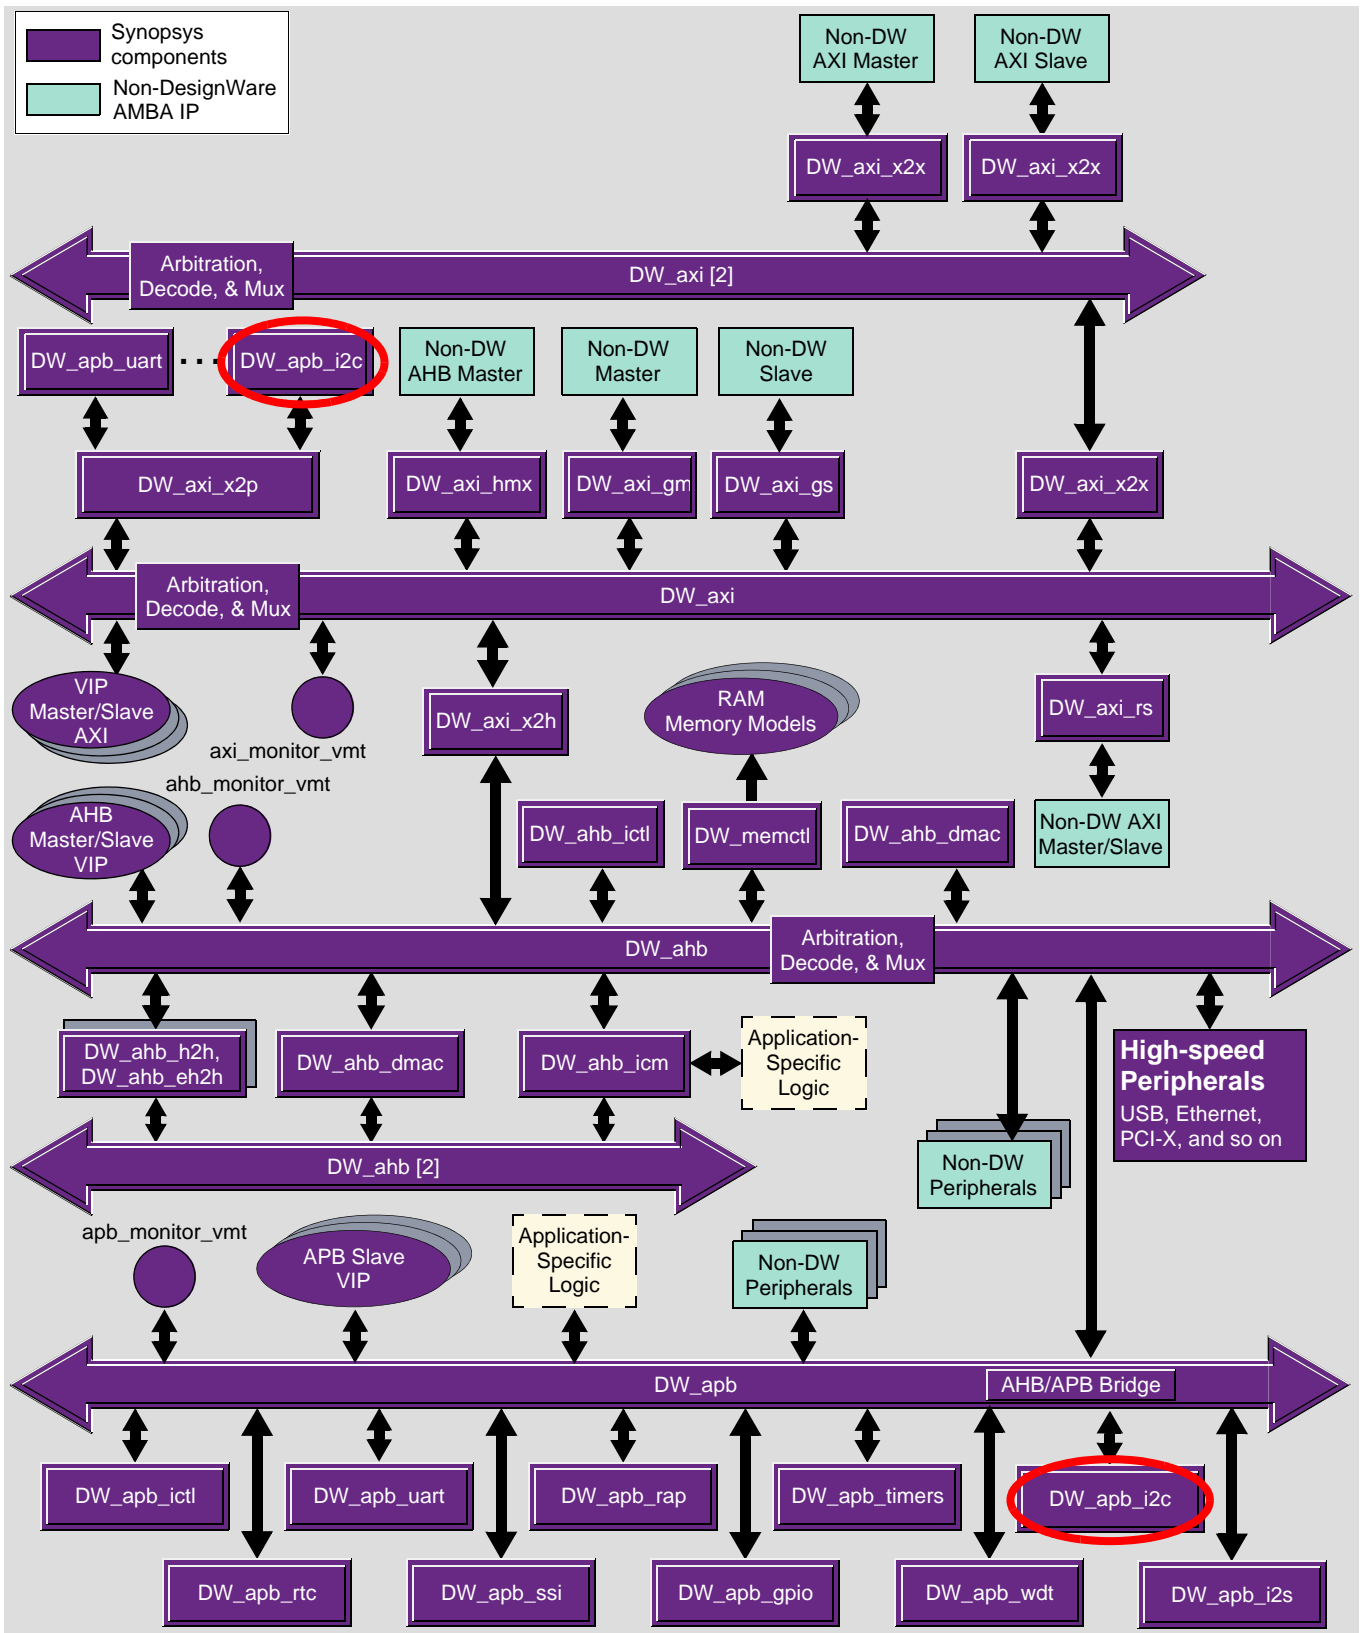 Synopsys
components
Non-DesignWare
AMBA IP
Non-DW
AXI Master
Non-DW
AXI Slave
DW_axi_x2x
DW_axi_x2x
Arbitration,
Decode, & Mux
DW_axi [2]
DW_apb_uart
. . .
DW_apb_i2c
Non-DW
AHB Master
Non-DW
Master
Non-DW
Slave
DW_axi_x2p
DW_axi_hmx
DW_axi_gm
DW_axi_gs
DW_axi_x2x
Arbitration,
Decode, & Mux
DW_axi
VIP
Master/Slave
AXI
axi_monitor_vmt
DW_axi_x2h
RAM
Memory Models
DW_axi_rs
ahb_monitor_vmt
AHB
Master/Slave
VIP
DW_ahb_ictl
DW_memctl
DW_ahb_dmac
Non-DW AXI
Master/Slave
DW_ahb
Arbitration,
Decode, & Mux
DW_ahb_h2h,
DW_ahb_eh2h
DW_ahb_dmac
DW_ahb_icm
Application-
Specific
Logic
High-speed
Peripherals
USB, Ethernet,
PCI-X, and so on
DW_ahb [2]
Non-DW
Peripherals
apb_monitor_vmt
APB Slave
VIP
Application-
Specific
Logic
Non-DW
Peripherals
DW_apb
AHB/APB Bridge
DW_apb_ictl
DW_apb_uart
DW_apb_rap
DW_apb_timers
DW_apb_i2c
DW_apb_rtc
DW_apb_ssi
DW_apb_gpio
DW_apb_wdt
DW_apb_i2s